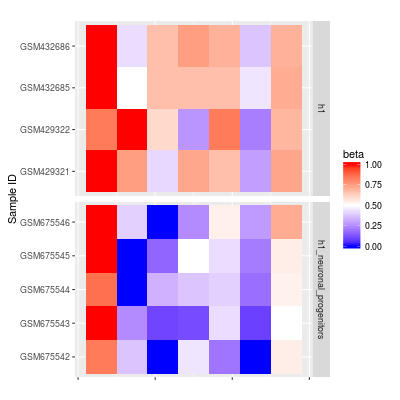 GSM432686
GSM432685
GSM429322
GSM429321
h1
GSM675546
GSM675545
GSM675544
GSM675543
GSM675542
h1_neuronal_progenitors
Sample ID
beta
1.00
0.75
0.50
0.25
0.00